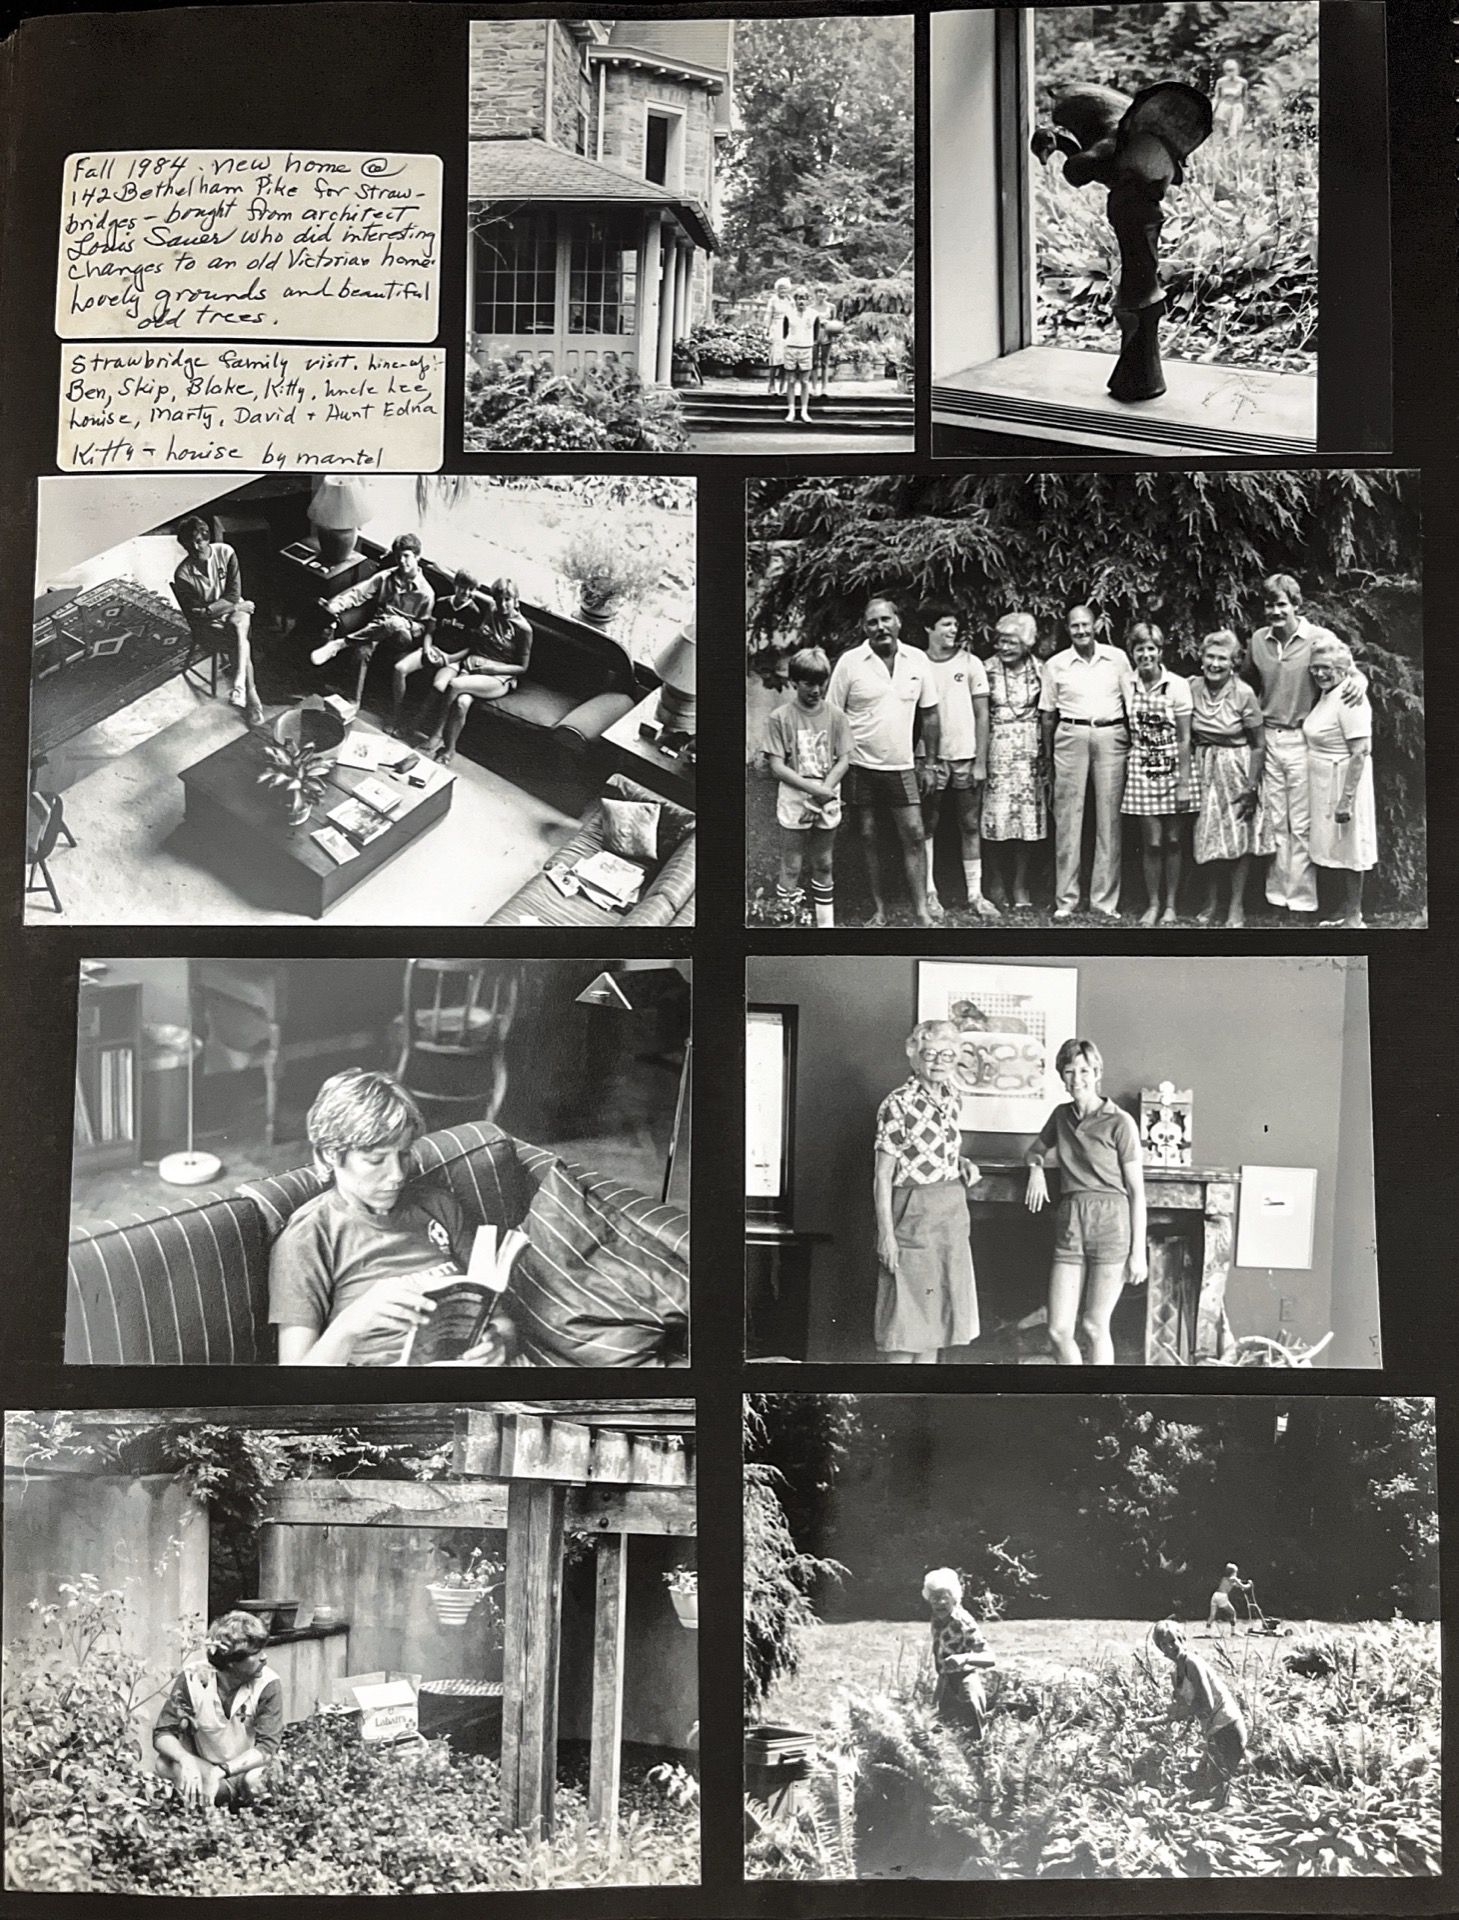 Fall 1984. new home @
142 Bethelham Pike for Straw-
bridges - bought from architect
Louis Sauer who did interesting
changes to an old Victorian home.
Lovely grounds and beautiful
old trees.
Strawbridge family visit. Line-up:
Ben, Skip, Blake, Kitty, Uncle Lee,
Louise, Marty, David + Aunt Edna
Kitty + Louise by mantel
Labatt's